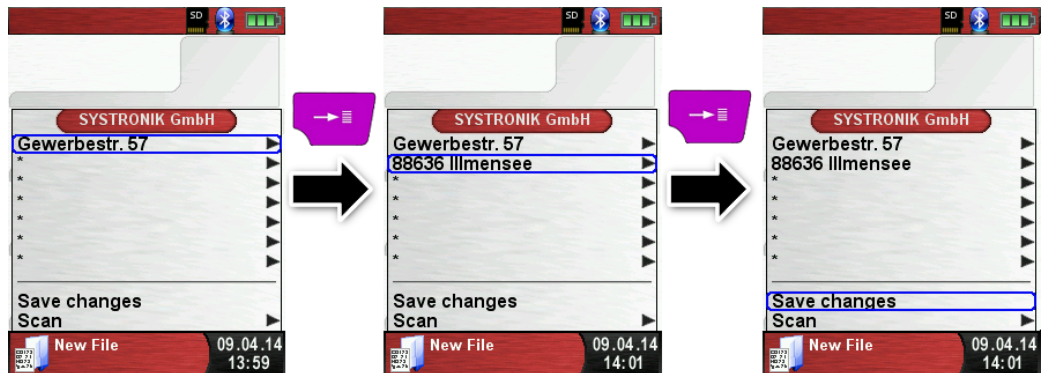 SD
SYSTRONIK GmbH
Gewerbestr. 57
*
*
*
*
*
*
Save changes
Scan
New File
09.04.14
13:59
SD
SYSTRONIK GmbH
Gewerbestr. 57
88636 Illmensee
*
*
*
*
*
Save changes
Scan
New File
09.04.14
14:01
SD
SYSTRONIK GmbH
Gewerbestr. 57
88636 Illmensee
*
*
*
*
*
Save changes
Scan
New File
09.04.14
14:01